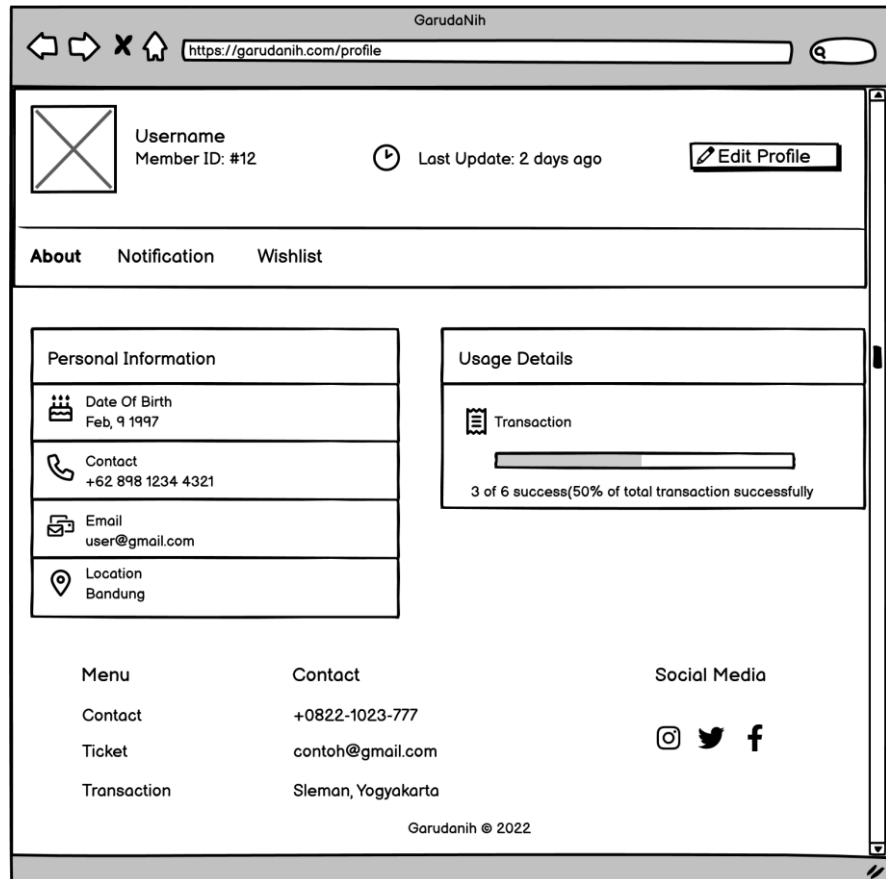 GarudaNih
https://garudanih.com/profile
Username
Member ID: #12
Last Update: 2 days ago
Edit Profile
About Notification Wishlist
Personal Information
Date Of Birth
Feb, 9 1997
Contact
+62 898 1234 4321
Email
user@gmail.com
Location
Bandung
Usage Details
Transaction
3 of 6 success(50% of total transaction successfully
Menu
Contact
Ticket
Transaction
Contact
+0822-1023-777
contoh@gmail.com
Sleman, Yogyakarta
Social Media
Garudanih © 2022